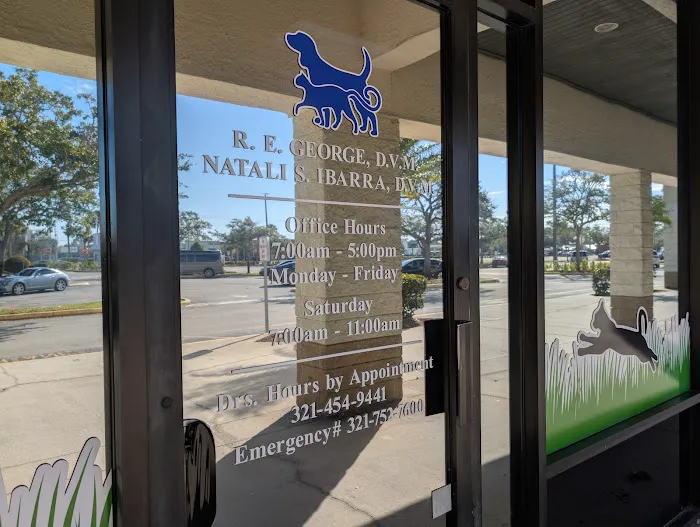 R. E. GEORGE, D.V.M.
NATALI S. IBARRA, D.V.M.
Office Hours
7:00am - 5:00pm
Monday - Friday
Saturday
7:00am - 11:00am
Drs. Hours by Appointment
321-454-9441
Emergency# 321-752-7600